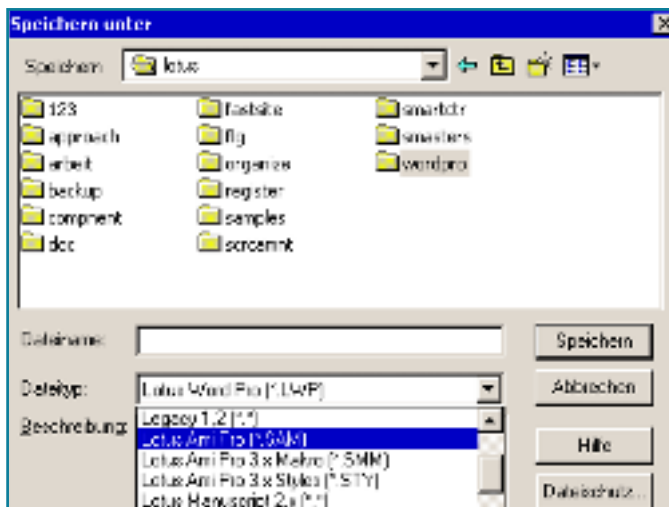 Speichern unter
Speichern lotus
123 fastsite smartctr
approach flg smasters
arbeit organize wordpro
backup register
compnent samples
doc scrcamnt
Dateiname: Speichern
Dateityp: Lotus Word Pro (*.LWP) Abbrechen
Beschreibung: Legacy 1,2 (*.*)
Lotus Ami Pro (*.SAM) Hilfe
Lotus Ami Pro 3.x Makro (*.SMM)
Lotus Ami Pro 3.x Styles (*.STY) Dateischutz...
Lotus Manuscript 2.x (*.*)